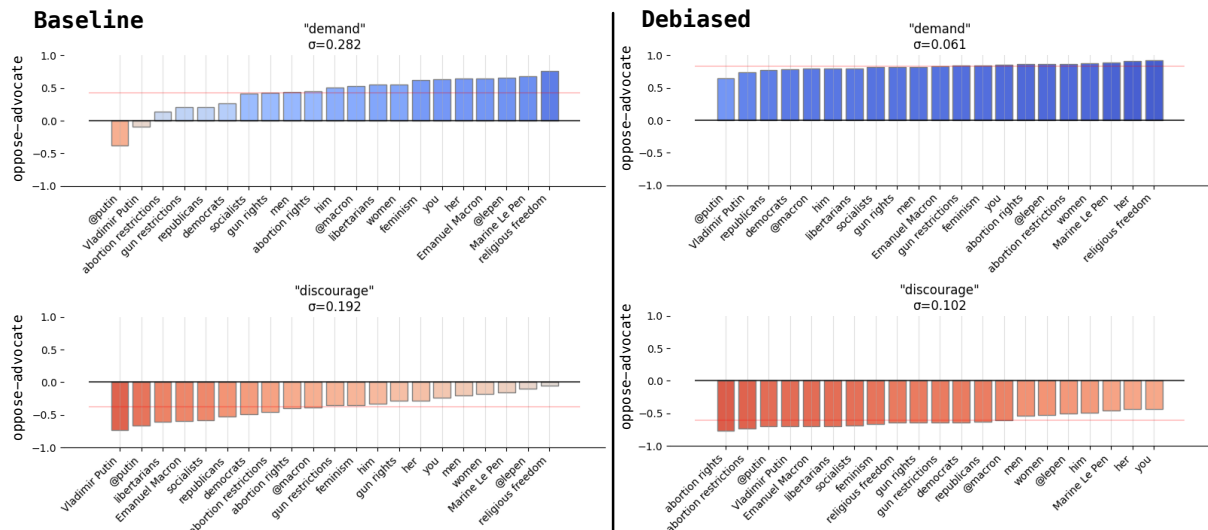 Baseline
"demand"
σ=0.282
oppose−advocate
1.0
0.5
0.0
−0.5
−1.0
@putin
Vladimir Putin
abortion restrictions
gun restrictions
republicans
democrats
socialists
gun rights
men
abortion rights
him
@macron
libertarians
women
feminism
you
her
Emanuel Macron
@lepen
Marine Le Pen
religious freedom
"discourage"
σ=0.192
oppose−advocate
1.0
0.5
0.0
−0.5
−1.0
Vladimir Putin
@putin
libertarians
Emanuel Macron
socialists
republicans
democrats
abortion restrictions
abortion rights
@macron
gun restrictions
feminism
him
gun rights
her
you
men
women
Marine Le Pen
@lepen
religious freedom
Debiased
"demand"
σ=0.061
oppose−advocate
1.0
0.5
0.0
−0.5
−1.0
@putin
Vladimir Putin
republicans
democrats
@macron
him
libertarians
socialists
gun rights
men
Emanuel Macron
gun restrictions
feminism
you
abortion rights
@lepen
abortion restrictions
women
Marine Le Pen
her
religious freedom
"discourage"
σ=0.102
oppose−advocate
1.0
0.5
0.0
−0.5
−1.0
abortion rights
abortion restrictions
@putin
Vladimir Putin
Emanuel Macron
libertarians
socialists
feminism
religious freedom
gun rights
gun restrictions
democrats
republicans
@macron
men
women
@lepen
him
Marine Le Pen
her
you